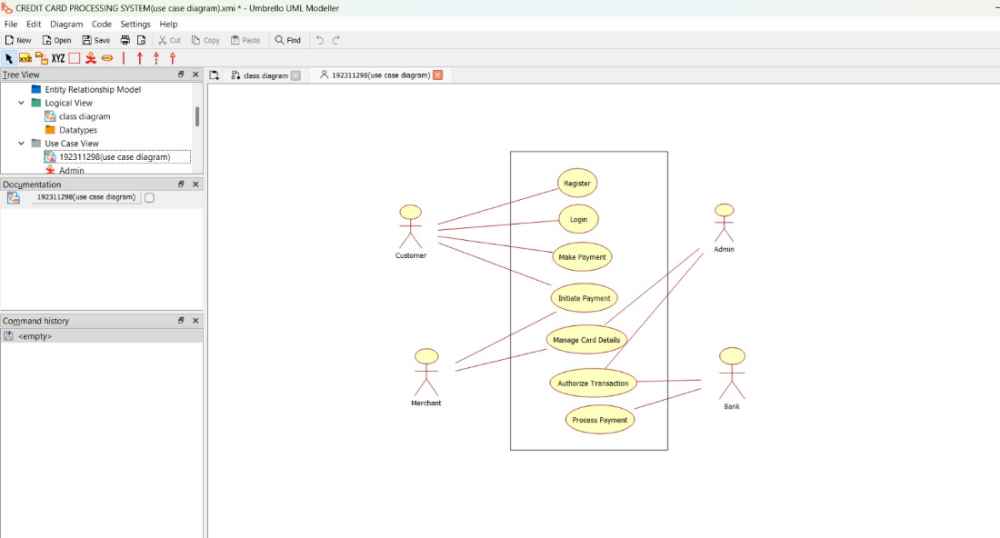 CREDIT CARD PROCESSING SYSTEM(use case diagram).xmi * - Umbrello UML Modeller
File Edit Diagram Code Settings Help
New Open Save Cut Copy Paste Find
XYZ XYZ
Tree View
Entity Relationship Model
Logical View
class diagram
Datatypes
Use Case View
192311298(use case diagram)
Admin
Documentation
192311298(use case diagram)
Command history
<empty>
class diagram 192311298(use case diagram)
Register
Login
Make Payment
Initiate Payment
Manage Card Details
Authorize Transaction
Process Payment
Customer
Merchant
Admin
Bank